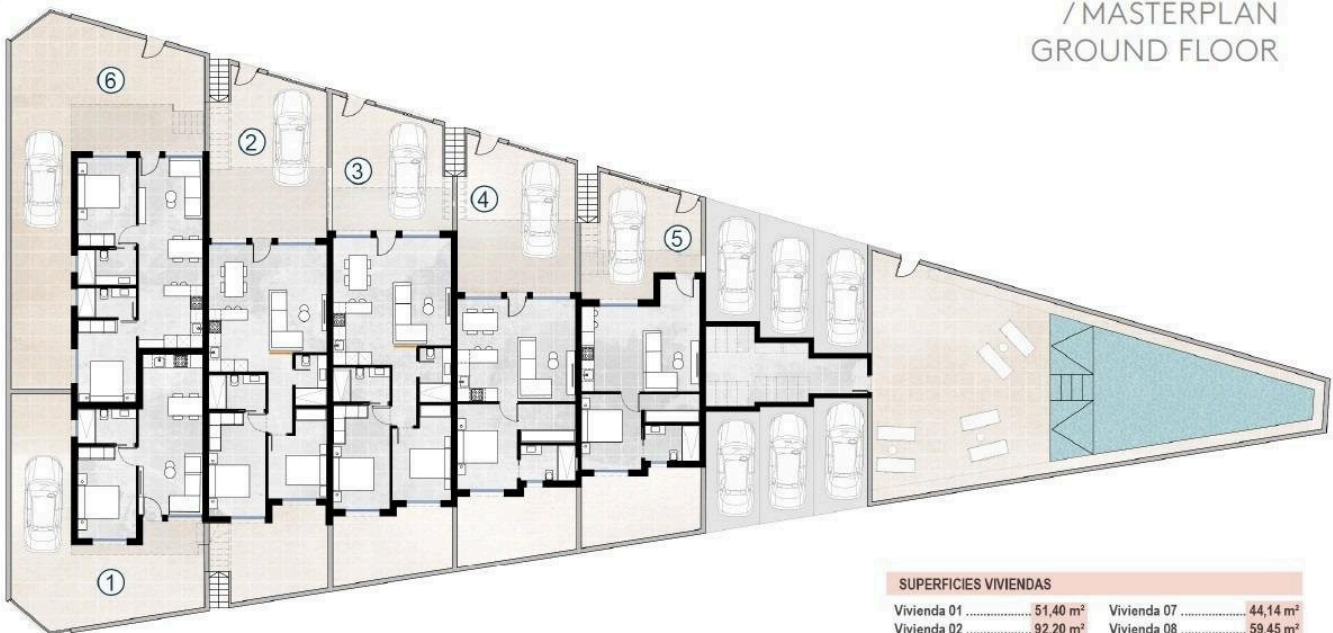 / MASTERPLAN
GROUND FLOOR
6
2
3
4
5
1
SUPERFICIES VIVIENDAS
Vivienda 01 51,40 m² Vivienda 07 44,14 m²
Vivienda 02 92,20 m² Vivienda 08 59,45 m²